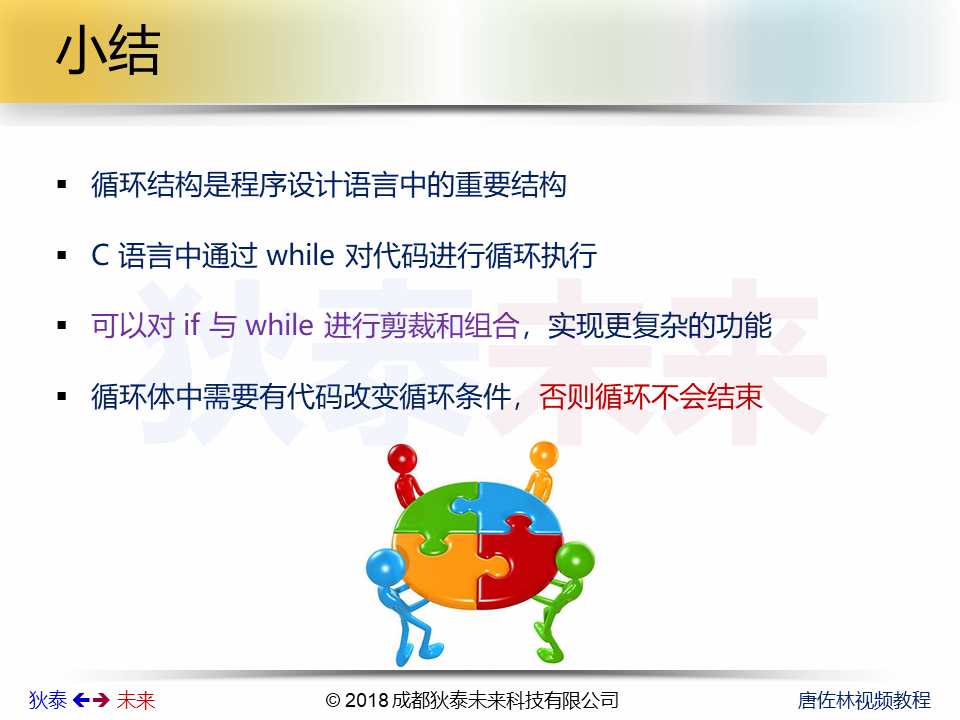 小结
循环结构是程序设计语言中的重要结构
C 语言中通过 while 对代码进行循环执行
可以对 if 与 while 进行剪裁和组合，实现更复杂的功能
循环体中需要有代码改变循环条件，否则循环不会结束
狄泰未来
狄泰 未来
© 2018 成都狄泰未来科技有限公司
唐佐林视频教程